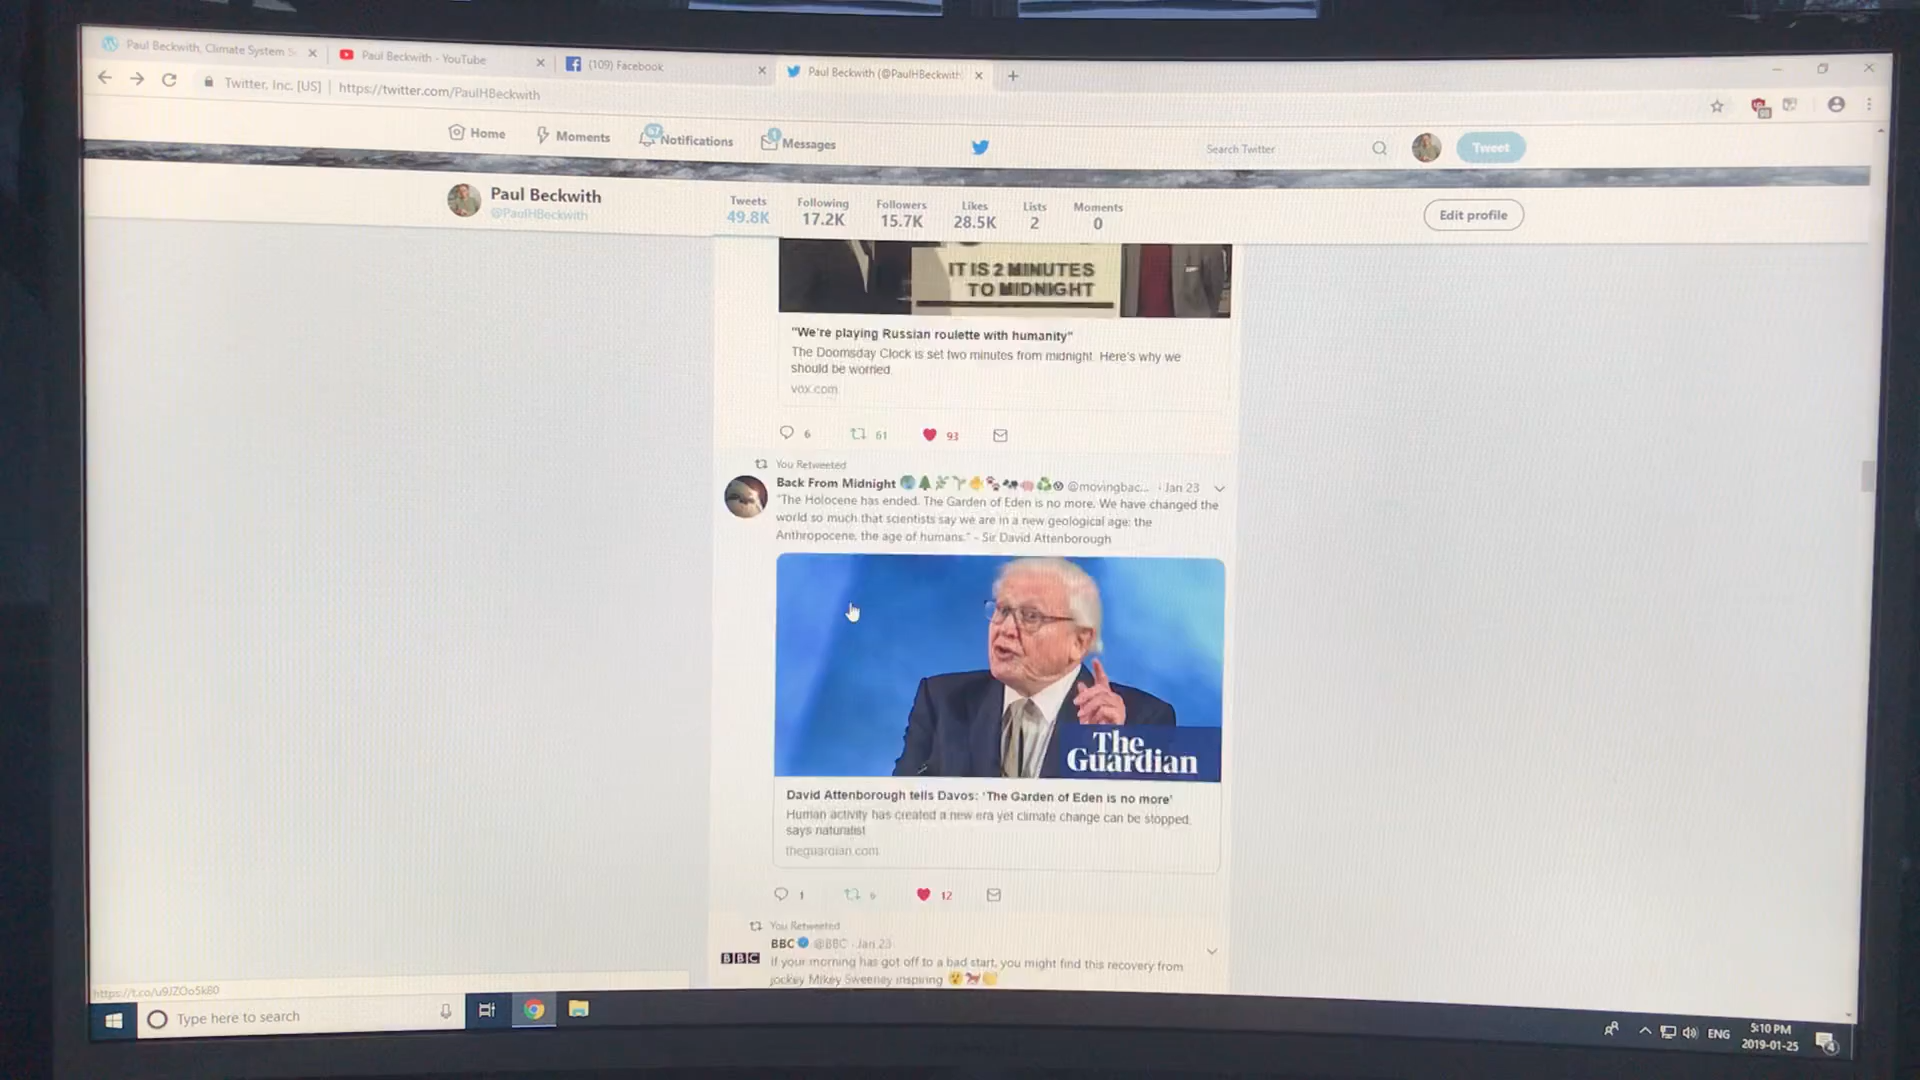 Paul Beckwith, Climate System S
Paul Beckwith - YouTube
(109) Facebook
Paul Beckwith (@PaulHBeckwith
Twitter, Inc. [US]
https://twitter.com/PaulHBeckwith
Home
Moments
67
Notifications
1
Messages
Search Twitter
Tweet
Paul Beckwith
@PaulHBeckwith
Tweets
49.8K
Following
17.2K
Followers
15.7K
Likes
28.5K
Lists
2
Moments
0
Edit profile
IT IS 2 MINUTES
TO MIDNIGHT
"We're playing Russian roulette with humanity"
The Doomsday Clock is set two minutes from midnight. Here's why we
should be worried.
vox.com
6
61
93
You Retweeted
Back From Midnight @movingbac... · Jan 23
"The Holocene has ended. The Garden of Eden is no more. We have changed the
world so much that scientists say we are in a new geological age: the
Anthropocene, the age of humans." - Sir David Attenborough
The
Guardian
David Attenborough tells Davos: 'The Garden of Eden is no more'
Human activity has created a new era yet climate change can be stopped,
says naturalist
theguardian.com
1
6
12
You Retweeted
BBC @BBC · Jan 23
BBC
If your morning has got off to a bad start, you might find this recovery from
jockey Mikey Sweeney inspiring
https://t.co/u9JZOo5k80
Type here to search
ENG
5:10 PM
2019-01-25
4